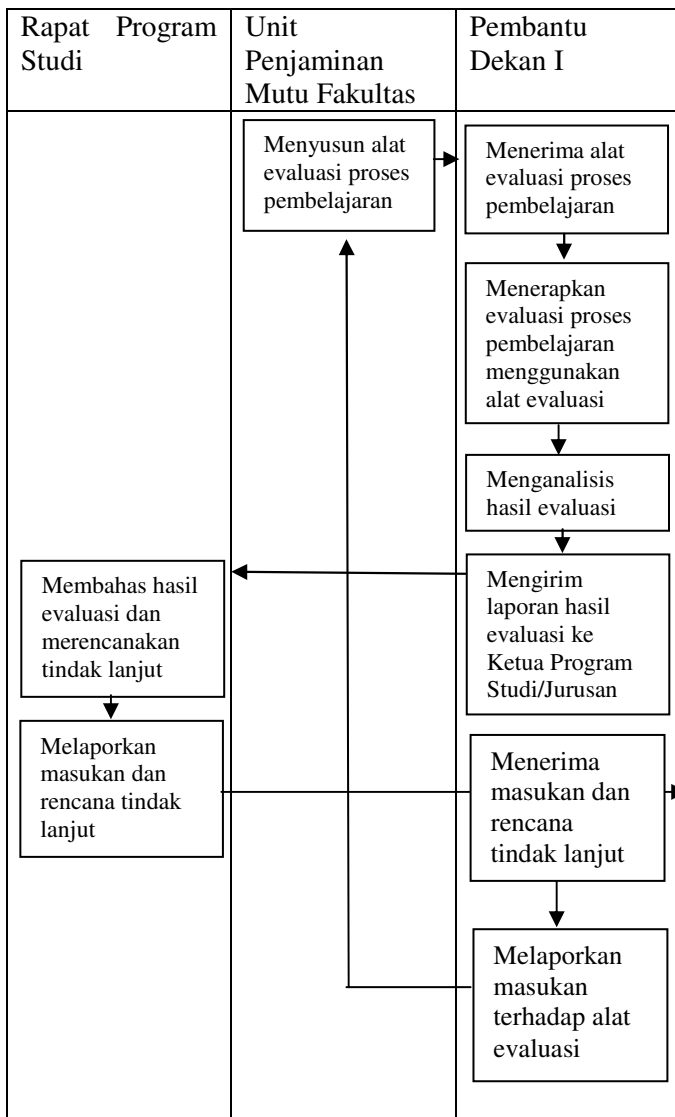 Rapat Program
Studi
Unit
Penjaminan
Mutu Fakultas
Pembantu
Dekan I
Menyusun alat
evaluasi proses
pembelajaran
Menerima alat
evaluasi proses
pembelajaran
Menerapkan
evaluasi proses
pembelajaran
menggunakan
alat evaluasi
Menganalisis
hasil evaluasi
Mengirim
laporan hasil
evaluasi ke
Ketua Program
Studi/Jurusan
Membahas hasil
evaluasi dan
merencanakan
tindak lanjut
Melaporkan
masukan dan
rencana tindak
lanjut
Menerima
masukan dan
rencana
tindak lanjut
Melaporkan
masukan
terhadap alat
evaluasi